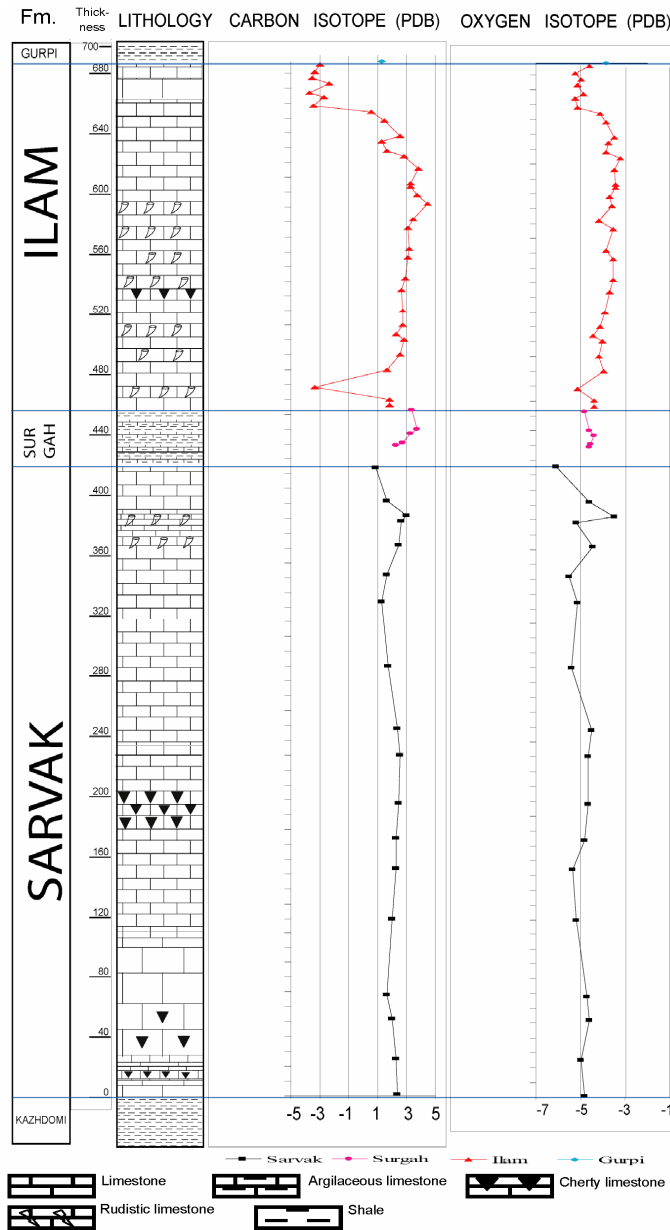 Fm. Thick-ness LITHOLOGY CARBON ISOTOPE (PDB) OXYGEN ISOTOPE (PDB)
GURPI
ILAM
SUR
GAH
SARVAK
KAZHDOMI
700
680
640
600
560
520
480
440
400
360
320
280
240
200
160
120
80
40
0
-5 -3 -1 1 3 5
-7 -5 -3 -1
Sarvak Surgah Ilam Gurpi
Limestone Argilaceous limestone Cherty limestone
Rudistic limestone Shale